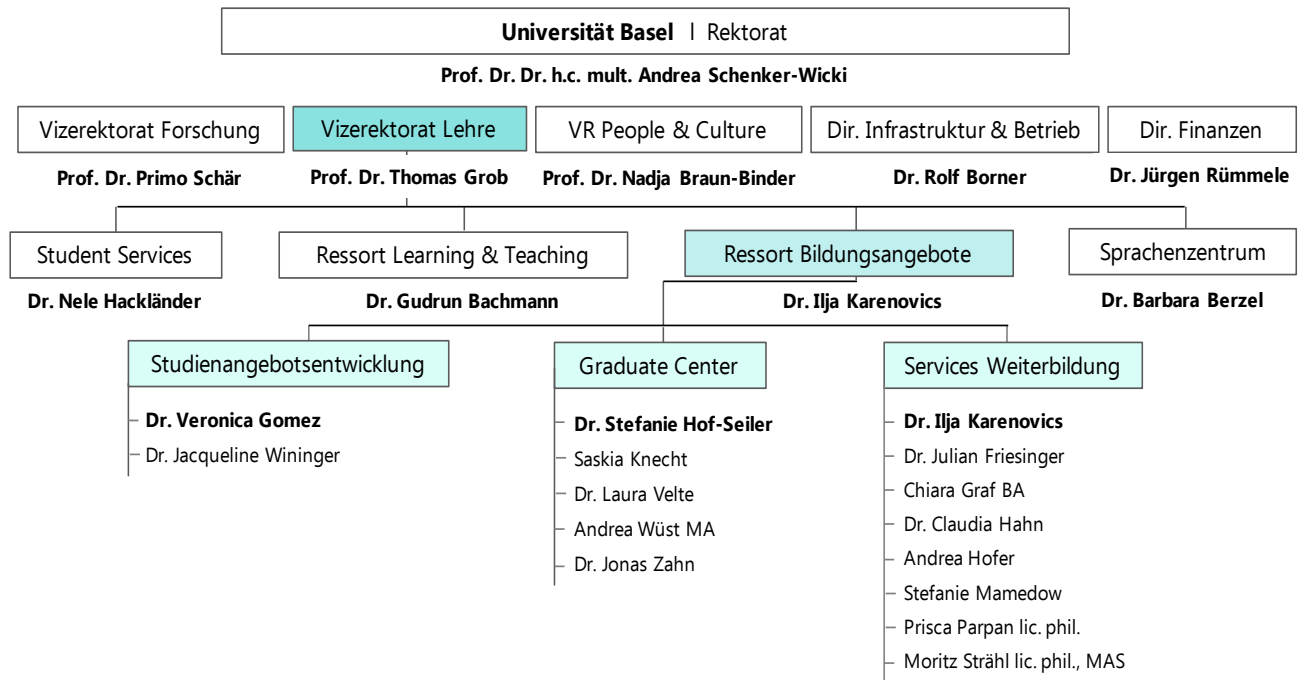 Universität Basel | Rektorat
Prof. Dr. Dr. h.c. mult. Andrea Schenker-Wicki
Vizerektorat Forschung
Vizerektorat Lehre
VR People & Culture
Dir. Infrastruktur & Betrieb
Dir. Finanzen
Prof. Dr. Primo Schär
Prof. Dr. Thomas Grob
Prof. Dr. Nadja Braun-Binder
Dr. Rolf Borner
Dr. Jürgen Rümmele
Student Services
Ressort Learning & Teaching
Ressort Bildungsangebote
Sprachenzentrum
Dr. Nele Hackländer
Dr. Gudrun Bachmann
Dr. Ilja Karenovics
Dr. Barbara Berzel
Studienangebotsentwicklung
Dr. Veronica Gomez
Dr. Jacqueline Wininger
Graduate Center
Dr. Stefanie Hof-Seiler
Saskia Knecht
Dr. Laura Velte
Andrea Wüst MA
Dr. Jonas Zahn
Services Weiterbildung
Dr. Ilja Karenovics
Dr. Julian Friesinger
Chiara Graf BA
Dr. Claudia Hahn
Andrea Hofer
Stefanie Mamedow
Prisca Parpan lic. phil.
Moritz Strähl lic. phil., MAS